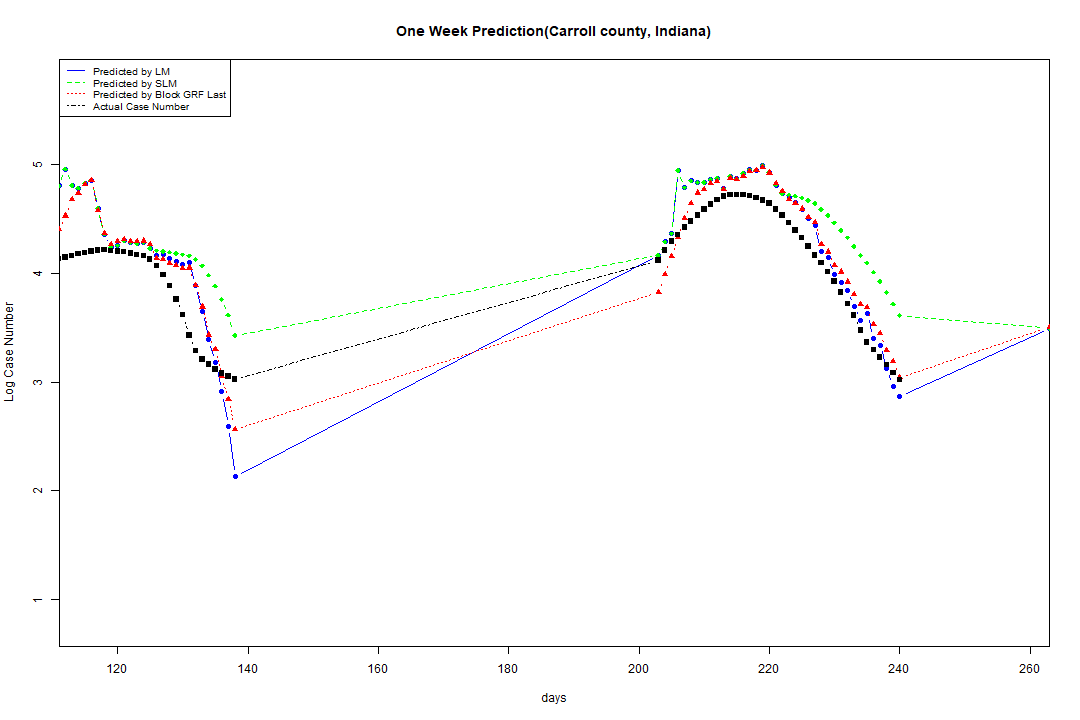 One Week Prediction(Carroll county, Indiana)
Predicted by LM
Predicted by SLM
Predicted by Block GRF Last
Actual Case Number
5
4
3
2
1
Log Case Number
120 140 160 180 200 220 240 260
days